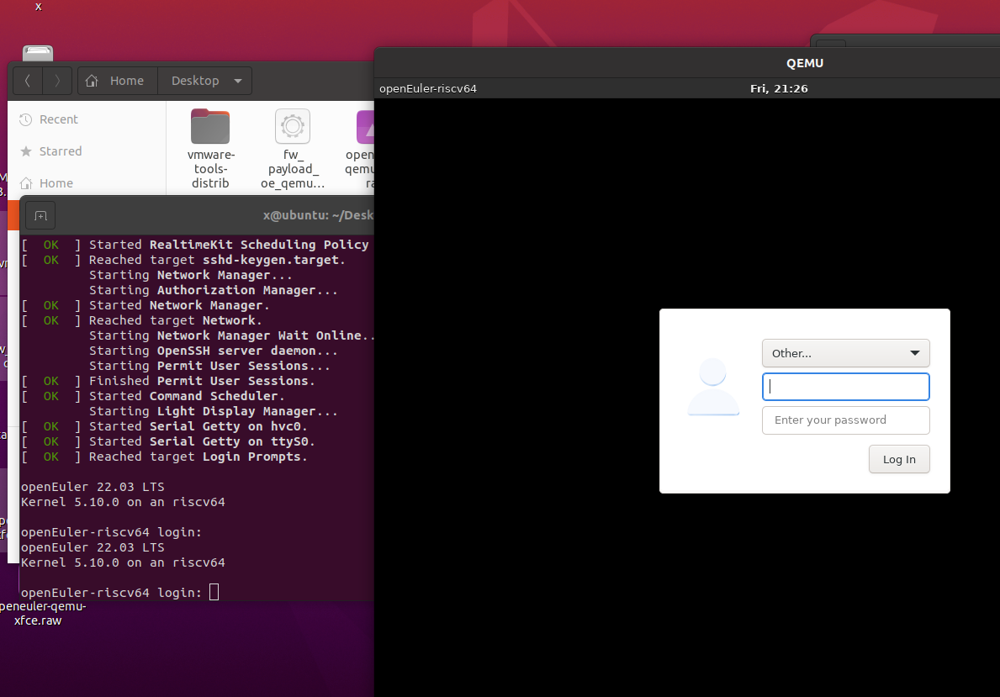 x
Home
Desktop
Recent
Starred
Home
vmware-
tools-
distrib
fw_
payload_
oe_qemu...
open
qemu
ra
QEMU
openEuler-riscv64
Fri, 21:26
x@ubuntu: ~/Desk
[ OK ] Started RealtimeKit Scheduling Policy
[ OK ] Reached target sshd-keygen.target.
Starting Network Manager...
Starting Authorization Manager...
[ OK ] Started Network Manager.
[ OK ] Reached target Network.
Starting Network Manager Wait Online..
Starting OpenSSH server daemon...
Starting Permit User Sessions...
[ OK ] Finished Permit User Sessions.
[ OK ] Started Command Scheduler.
Starting Light Display Manager...
[ OK ] Started Serial Getty on hvc0.
[ OK ] Started Serial Getty on ttyS0.
[ OK ] Reached target Login Prompts.
openEuler 22.03 LTS
Kernel 5.10.0 on an riscv64
openEuler-riscv64 login:
openEuler 22.03 LTS
Kernel 5.10.0 on an riscv64
openEuler-riscv64 login:
peneuler-qemu-
xfce.raw
Other...
Enter your password
Log In